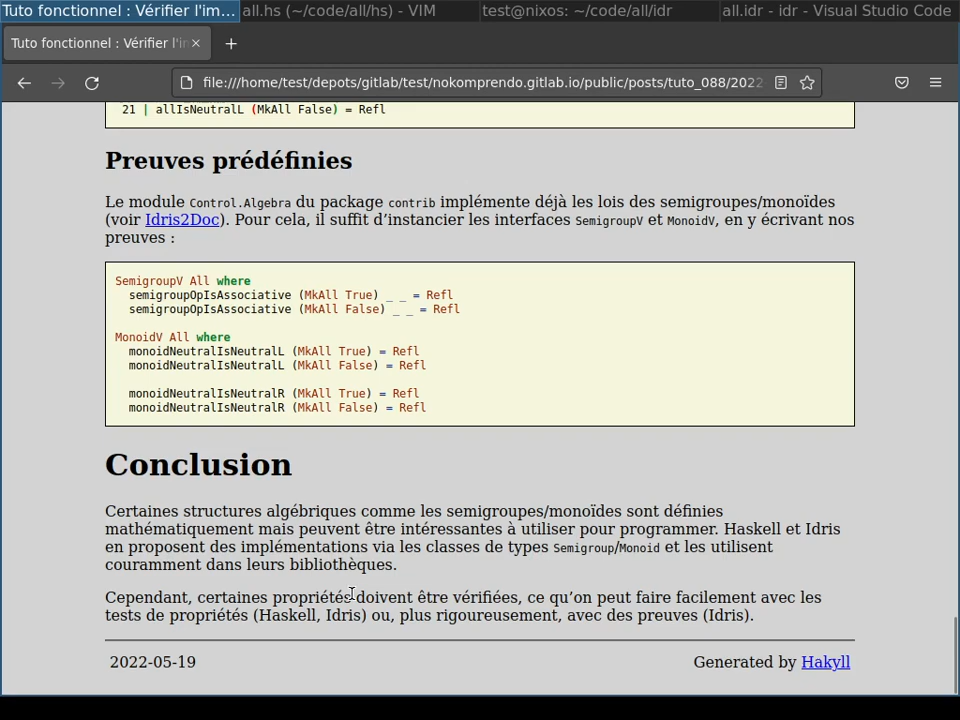 Tuto fonctionnel : Vérifier l'im... all.hs (~/code/all/hs) - VIM test@nixos: ~/code/all/idr all.idr - idr - Visual Studio Code
Tuto fonctionnel : Vérifier l'
file:///home/test/depots/gitlab/test/nokomprendo.gitlab.io/public/posts/tuto_088/2022
21 | allIsNeutralL (MkAll False) = Refl
Preuves prédéfinies
Le module Control.Algebra du package contrib implémente déjà les lois des semigroupes/monoïdes
(voir Idris2Doc). Pour cela, il suffit d’instancier les interfaces SemigroupV et MonoidV, en y écrivant nos
preuves :
SemigroupV All where
semigroupOpIsAssociative (MkAll True) _ _ = Refl
semigroupOpIsAssociative (MkAll False) _ _ = Refl
MonoidV All where
monoidNeutralIsNeutralL (MkAll True) = Refl
monoidNeutralIsNeutralL (MkAll False) = Refl
monoidNeutralIsNeutralR (MkAll True) = Refl
monoidNeutralIsNeutralR (MkAll False) = Refl
Conclusion
Certaines structures algébriques comme les semigroupes/monoïdes sont définies
mathématiquement mais peuvent être intéressantes à utiliser pour programmer. Haskell et Idris
en proposent des implémentations via les classes de types Semigroup/Monoid et les utilisent
couramment dans leurs bibliothèques.
Cependant, certaines propriétés doivent être vérifiées, ce qu’on peut faire facilement avec les
tests de propriétés (Haskell, Idris) ou, plus rigoureusement, avec des preuves (Idris).
2022-05-19 Generated by Hakyll